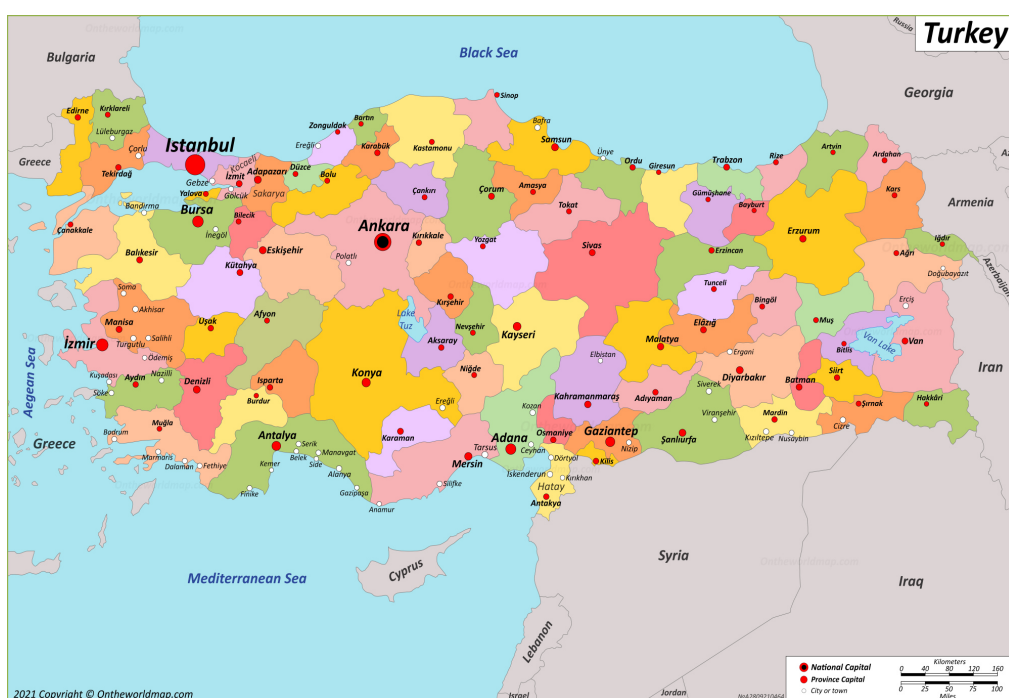 Turkey
Russia
Black Sea
Bulgaria
Georgia
Greece
Armenia
Azerbaijan
Iran
Iraq
Syria
Lebanon
Israel
Jordan
Cyprus
Greece
Aegean Sea
Mediterranean Sea
Edirne
Kırklareli
Lüleburgaz
Çorlu
Tekirdağ
Istanbul
Gebze
Kocaeli
İzmit
Gölcük
Adapazarı
Sakarya
Yalova
Düzce
Bolu
Zonguldak
Ereğli
Bartın
Karabük
Kastamonu
Sinop
Bafra
Samsun
Ünye
Ordu
Giresun
Trabzon
Rize
Artvin
Ardahan
Kars
Çanakkale
Bandirma
Bursa
İnegöl
Bilecik
Eskişehir
Ankara
Polatlı
Kırıkkale
Çankırı
Çorum
Amasya
Tokat
Yozgat
Sivas
Gümüşhane
Bayburt
Erzincan
Erzurum
Iğdır
Ağrı
Doğubayazıt
Balıkesir
Kütahya
Soma
Akhisar
Manisa
Salihli
Turgutlu
Ödemiş
İzmir
Uşak
Afyon
Lake
Tuz
Kırşehir
Nevşehir
Aksaray
Kayseri
Niğde
Malatya
Elbistan
Tunceli
Elâzığ
Bingöl
Ergani
Muş
Erciş
Van Lake
Bitlis
Van
Kuşadası
Söke
Aydın
Nazilli
Denizli
Isparta
Burdur
Konya
Ereğli
Karaman
Kozan
Kahramanmaraş
Adıyaman
Siverek
Diyarbakır
Batman
Siirt
Şırnak
Hakkâri
Muğla
Bodrum
Marmaris
Dalaman
Fethiye
Antalya
Serik
Manavgat
Belek
Side
Kemer
Alanya
Finike
Gazipaşa
Anamur
Silifke
Mersin
Tarsus
Adana
Ceyhan
Osmaniye
Dörtyol
İskenderun
Kırıkhan
Hatay
Antakya
Gaziantep
Nizip
Kilis
Şanlıurfa
Viranşehir
Mardin
Kızıltepe
Nusaybin
Cizre
National Capital
Province Capital
City or town
Kilometers
0 40 80 120 160
0 25 50 75 100
Miles
2021 Copyright © Ontheworldmap.com